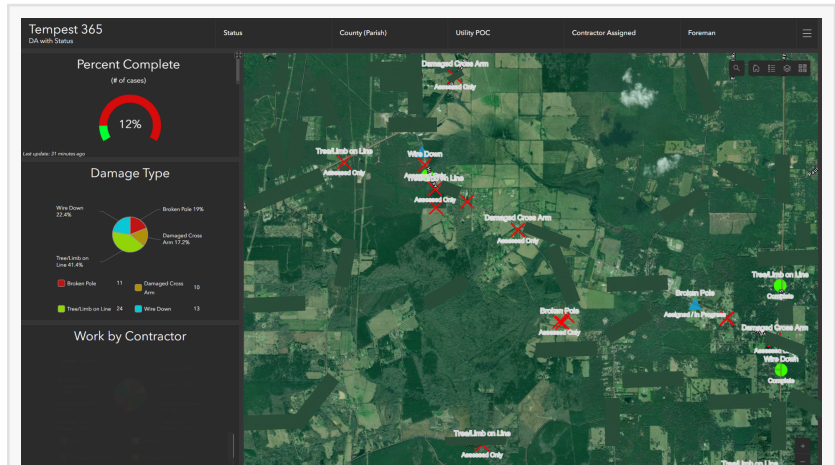 Tempest 365
DA with Status
Status
County (Parish)
Utility POC
Contractor Assigned
Foreman
Percent Complete
(# of cases)
12%
Last update: 21 minutes ago
Damage Type
Wire Down
22.4%
Broken Pole 19%
Damaged Cross
Arm 17.2%
Tree/Limb on
Line 41.4%
Broken Pole 11
Damaged Cross
Arm 10
Tree/Limb on Line 24
Wire Down 13
Work by Contractor
Damaged Cross Arm
Assessed Only
Tree/Limb on Line
Assessed Only
Wire Down
Assessed Only
Damaged Cross Arm
Assessed Only
Tree/Limb on Line
Complete
Broken Pole
Assigned / In Progress
Broken Pole
Assessed Only
Damaged Cross Arm
Wire Down
Complete
Tree/Limb on Line
Assessed Only
Tree/Limb on Line